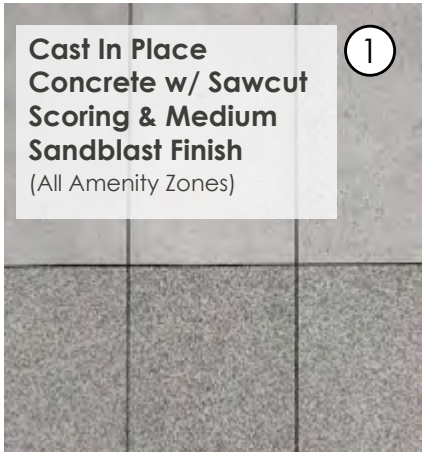 Cast In Place
Concrete w/ Sawcut
Scoring & Medium
Sandblast Finish
(All Amenity Zones)
1